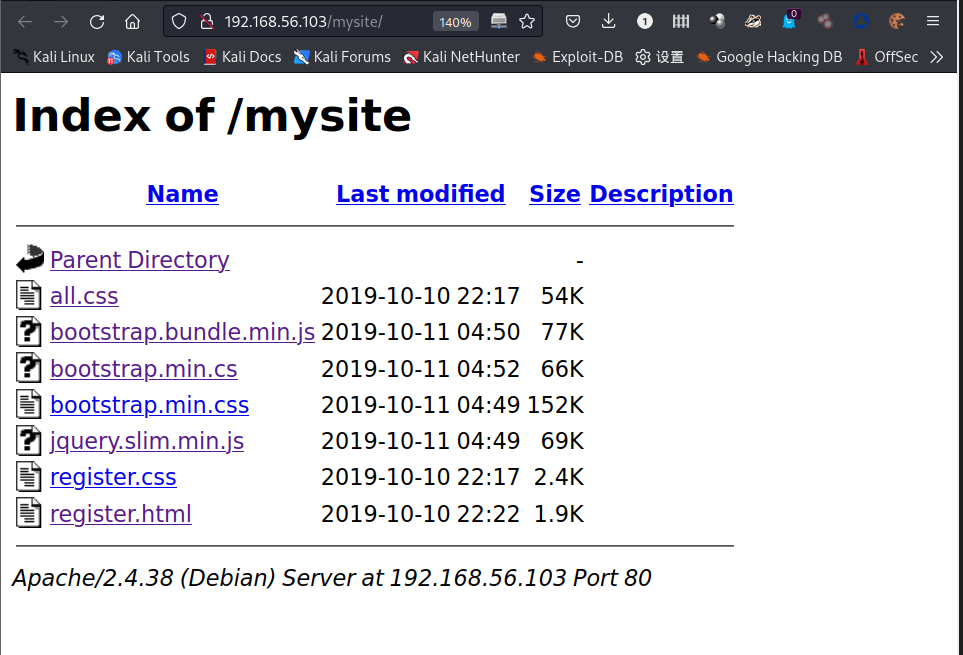 192.168.56.103/mysite/ 140% 1 0
Kali Linux Kali Tools Kali Docs Kali Forums Kali NetHunter Exploit-DB 设置 Google Hacking DB OffSec
Index of /mysite
Name Last modified Size Description
Parent Directory -
all.css 2019-10-10 22:17 54K
bootstrap.bundle.min.js 2019-10-11 04:50 77K
bootstrap.min.cs 2019-10-11 04:52 66K
bootstrap.min.css 2019-10-11 04:49 152K
jquery.slim.min.js 2019-10-11 04:49 69K
register.css 2019-10-10 22:17 2.4K
register.html 2019-10-10 22:22 1.9K
Apache/2.4.38 (Debian) Server at 192.168.56.103 Port 80